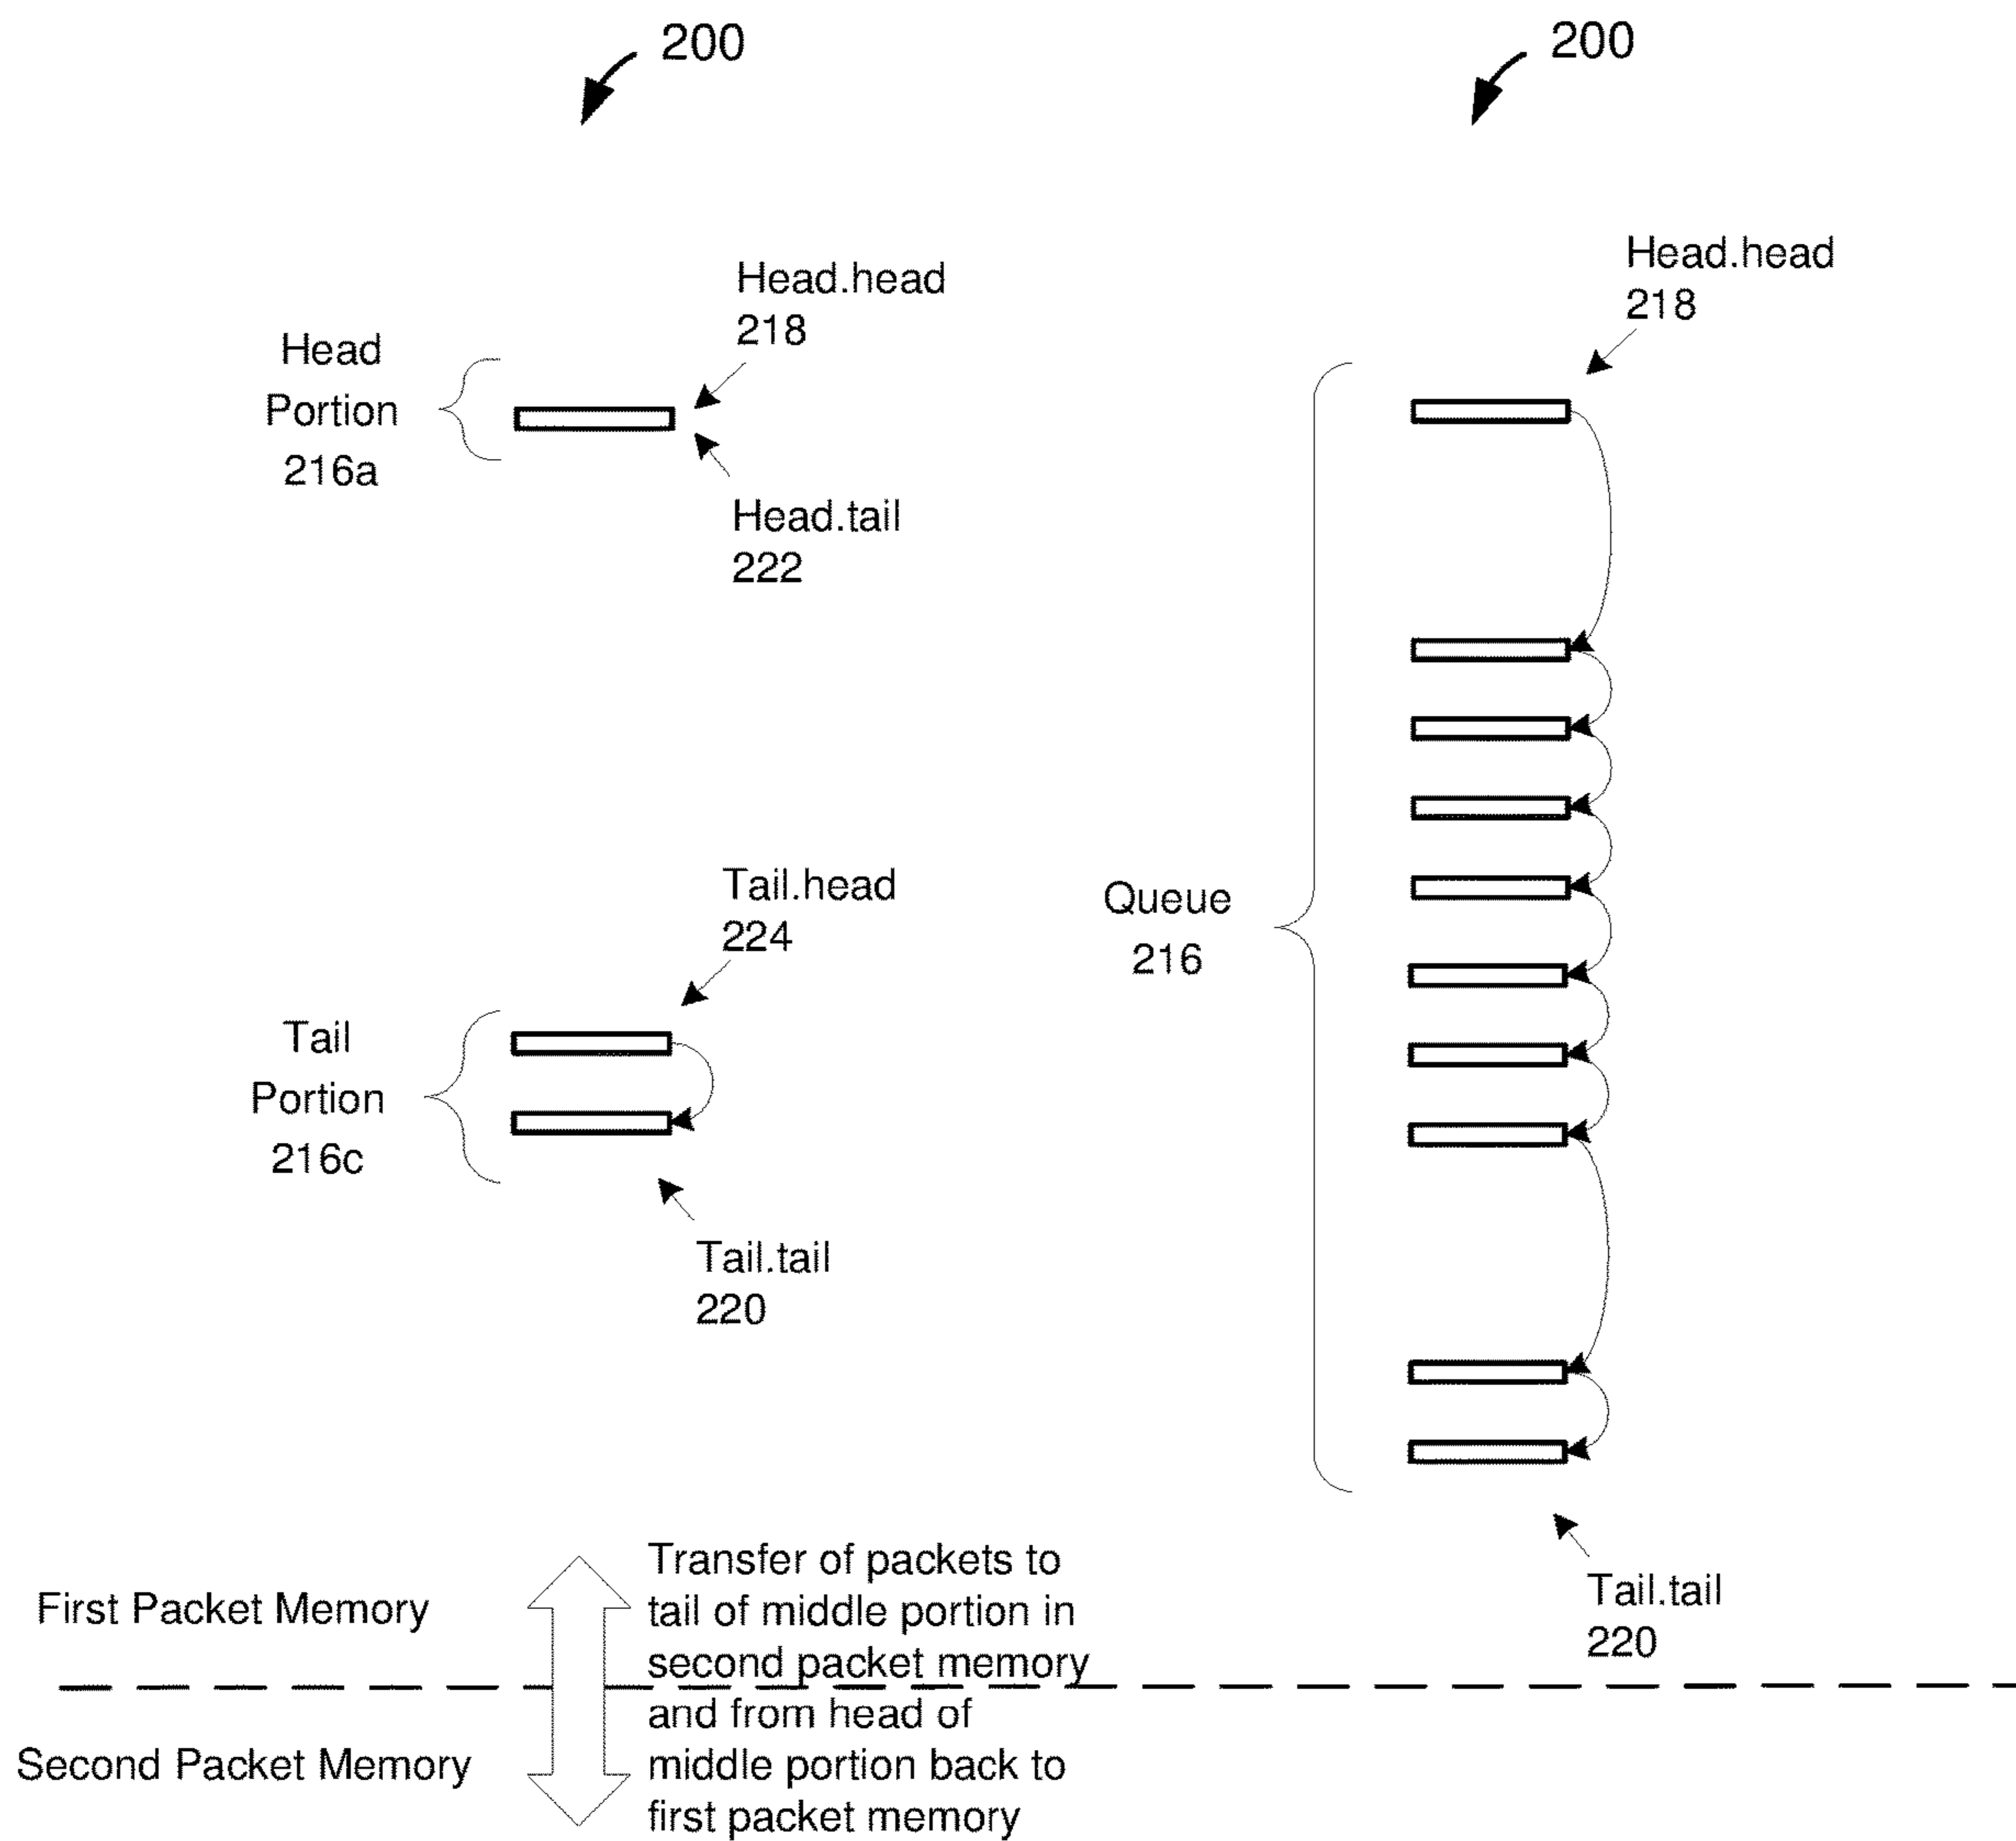 200
200
Head.head
218
Head
Portion
216a
Head.tail
222
Tail.head
224
Tail
Portion
216c
Tail.tail
220
Head.head
218
Queue
216
Tail.tail
220
First Packet Memory
Second Packet Memory
Transfer of packets to
tail of middle portion in
second packet memory
and from head of
middle portion back to
first packet memory